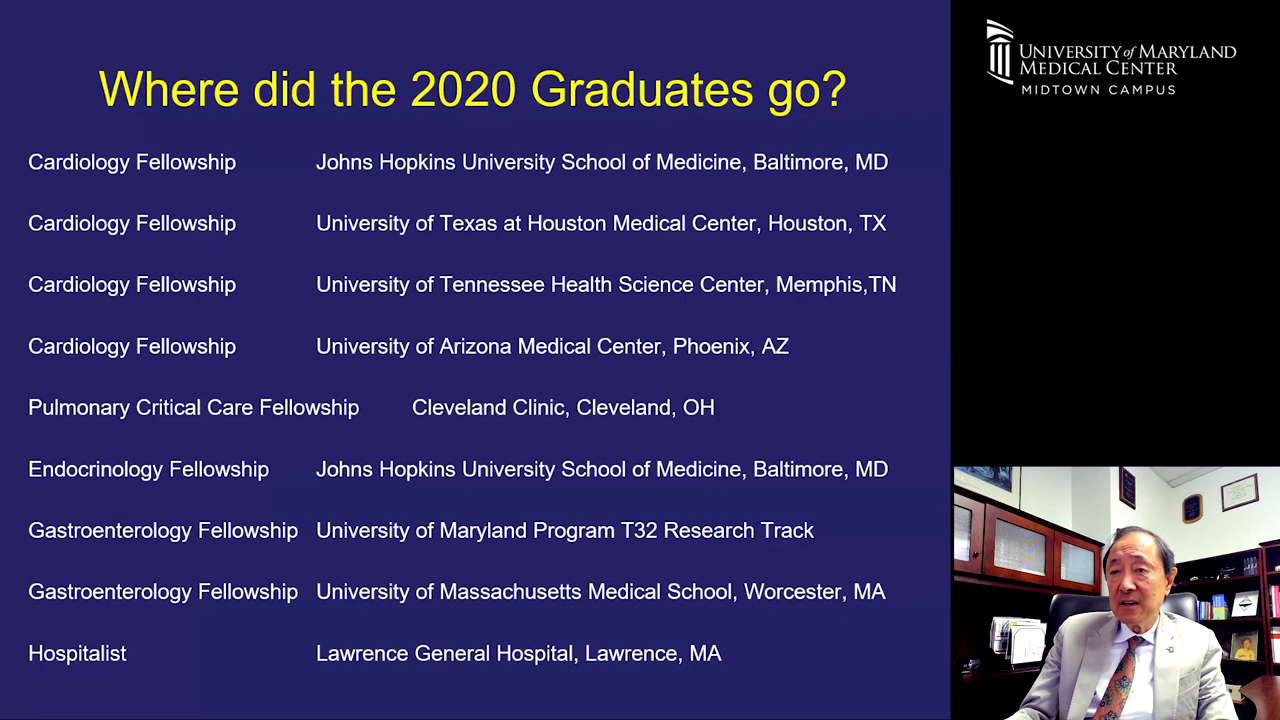 Where did the 2020 Graduates go?
Cardiology Fellowship Johns Hopkins University School of Medicine, Baltimore, MD
Cardiology Fellowship University of Texas at Houston Medical Center, Houston, TX
Cardiology Fellowship University of Tennessee Health Science Center, Memphis,TN
Cardiology Fellowship University of Arizona Medical Center, Phoenix, AZ
Pulmonary Critical Care Fellowship Cleveland Clinic, Cleveland, OH
Endocrinology Fellowship Johns Hopkins University School of Medicine, Baltimore, MD
Gastroenterology Fellowship University of Maryland Program T32 Research Track
Gastroenterology Fellowship University of Massachusetts Medical School, Worcester, MA
Hospitalist Lawrence General Hospital, Lawrence, MA
UNIVERSITY of MARYLAND
MEDICAL CENTER
MIDTOWN CAMPUS